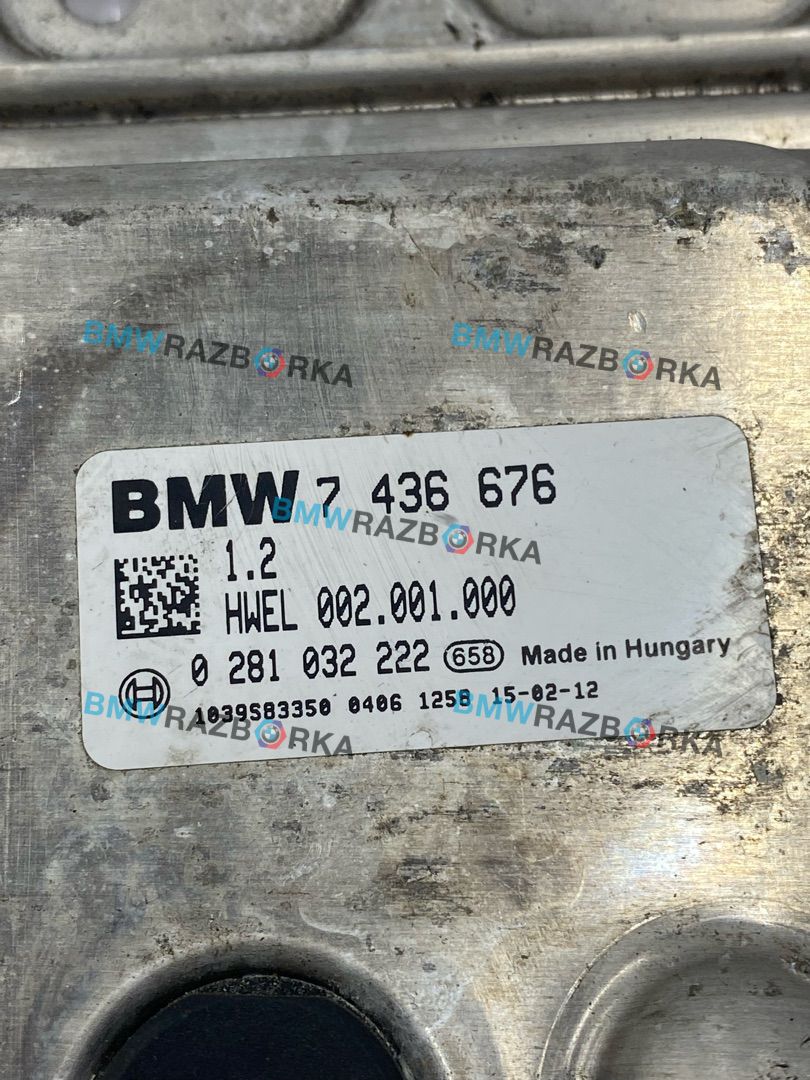 BMWRAZBORKA BMWRAZBORKA
BMW 7 436 676
BMWRAZBORKA
1.2
HWEL 002.001.000
0 281 032 222 658 Made in Hungary
1039S83350 0406 1258 15-02-12
BMWRAZBORKA BMWRAZBORKA